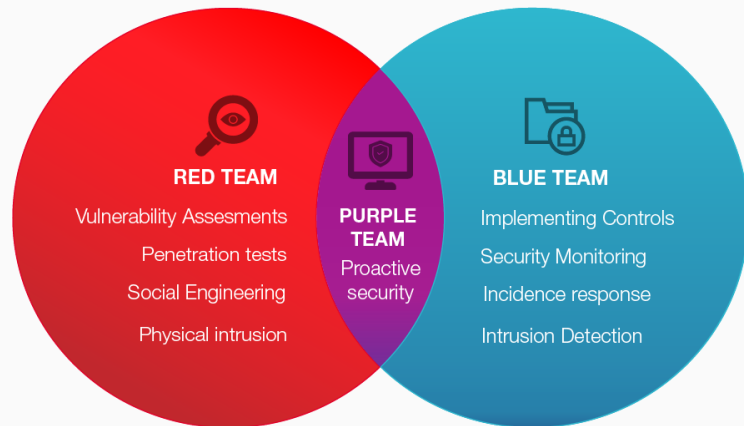 RED TEAM
Vulnerability Assesments
Penetration tests
Social Engineering
Physical intrusion
PURPLE
TEAM
Proactive
security
BLUE TEAM
Implementing Controls
Security Monitoring
Incidence response
Intrusion Detection